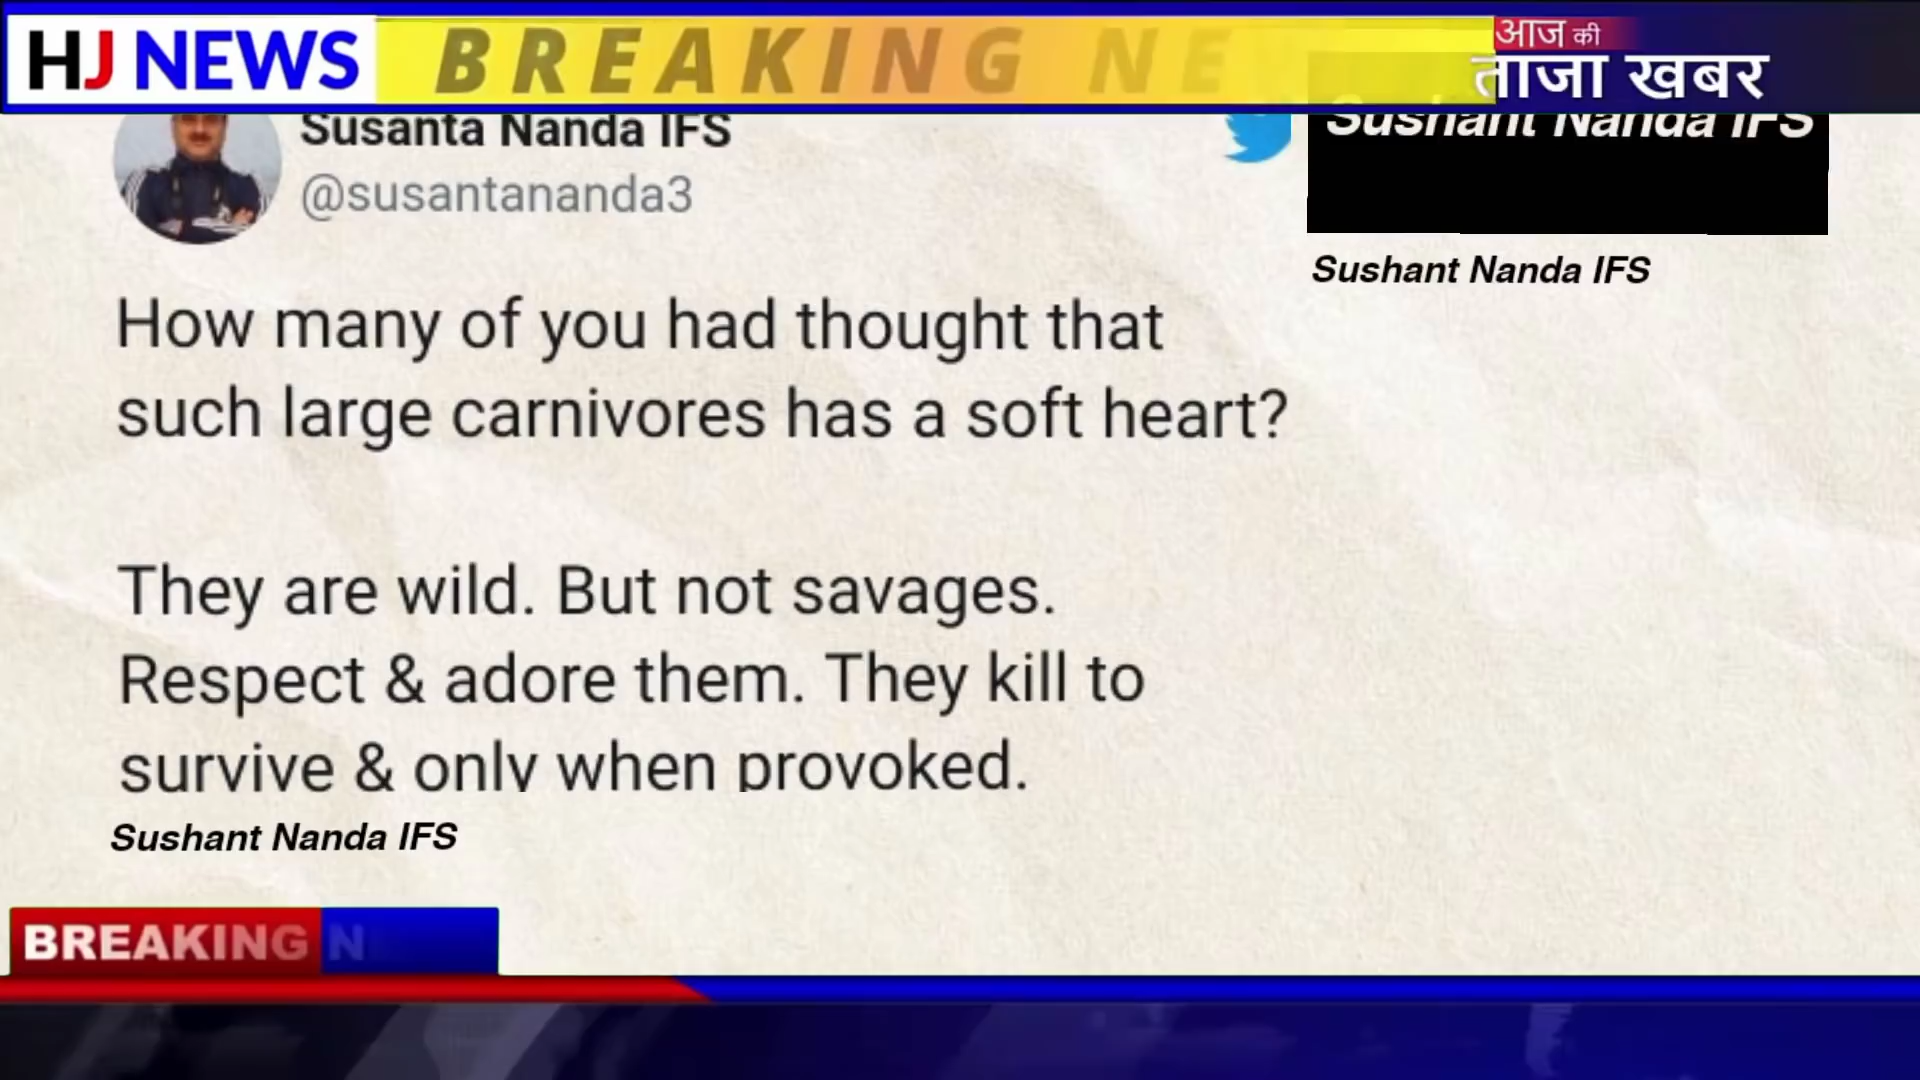 HJ NEWS
BREAKING NE
आज की
ताजा खबर
Susanta Nanda IFS
@susantananda3
Sushant Nanda IFS
Sushant Nanda IFS
How many of you had thought that
such large carnivores has a soft heart?
They are wild. But not savages.
Respect & adore them. They kill to
survive & only when provoked.
Sushant Nanda IFS
BREAKING N